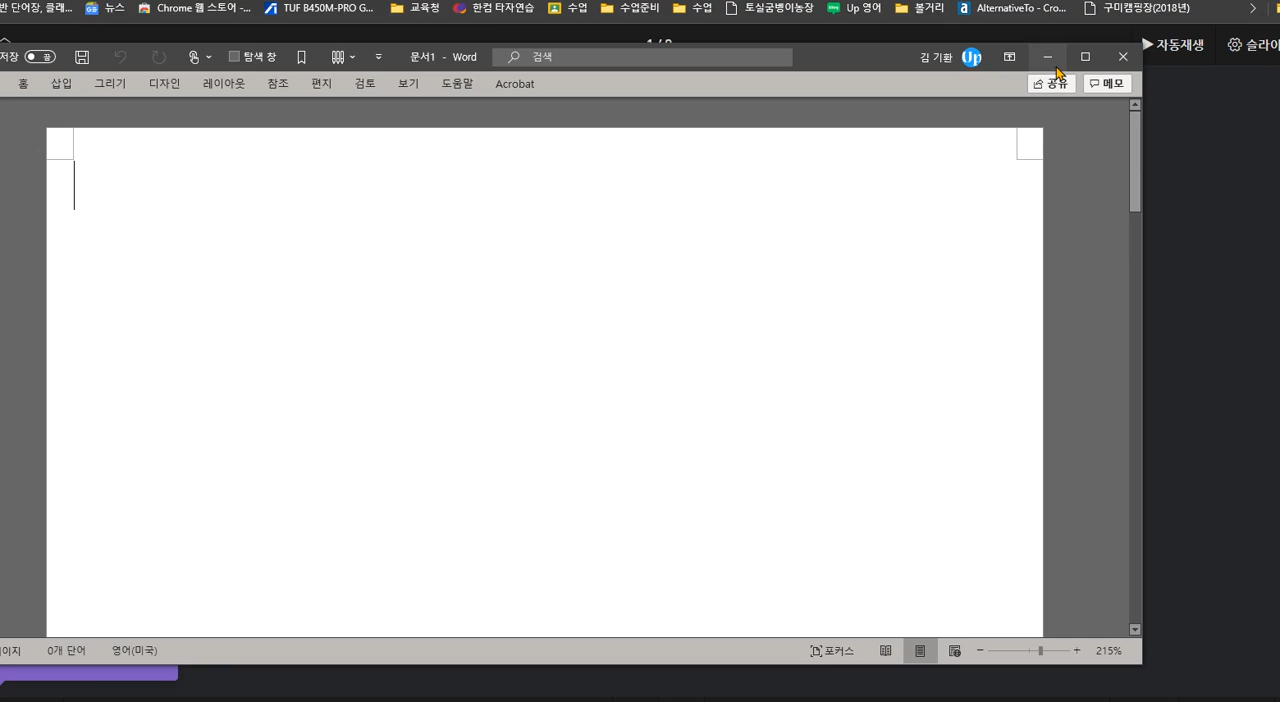 반 단어장, 클래... 뉴스 Chrome 웹 스토어 -... TUF B450M-PRO G... 교육청 한컴 타자연습 수업 수업준비 수업 토실굼벵이농장 Up 영어 볼거리 AlternativeTo - Cro... 구미캠핑장(2018년)
자동재생 슬라이
저장 끔 탐색 창 문서1 - Word 검색 김 기환 Up
홈 삽입 그리기 디자인 레이아웃 참조 편지 검토 보기 도움말 Acrobat 공유 메모
이지 0개 단어 영어(미국) 포커스 215%